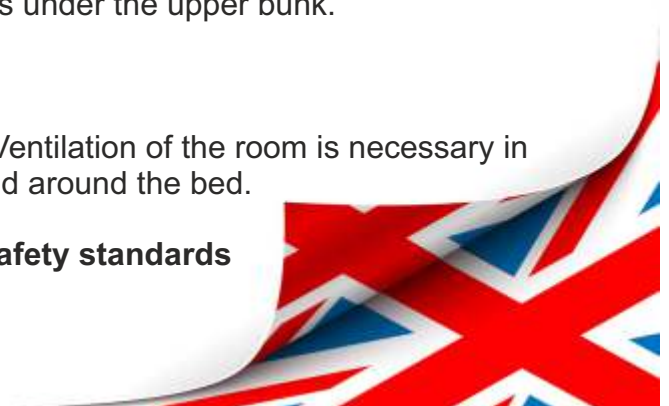 s under the upper bunk.
Ventilation of the room is necessary in
d around the bed.
afety standards